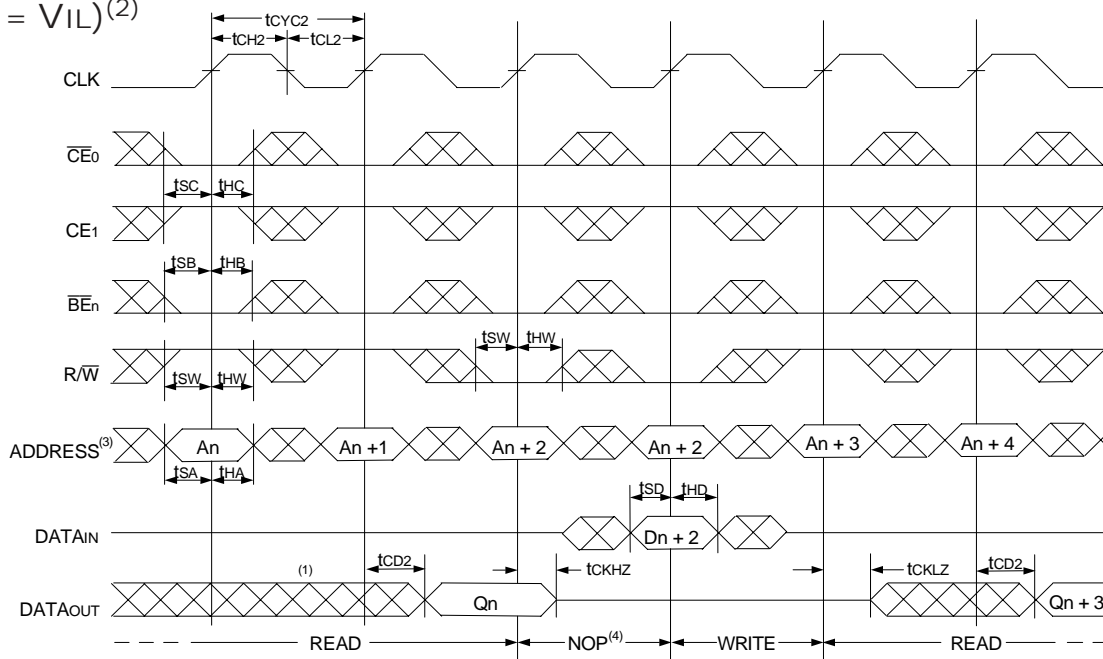 = VIL)(2)
tCYC2
tCH2 tCL2
CLK
CE0
tSC tHC
CE1
tSB tHB
BEn
tSW tHW
R/W
tSW tHW
ADDRESS(3) An An +1 An + 2 An + 2 An + 3 An + 4
tSA tHA
tSD tHD
DATAIN Dn + 2
(1) tCD2 tCKHZ tCKLZ tCD2
DATAOUT Qn Qn + 3
READ NOP(4) WRITE READ